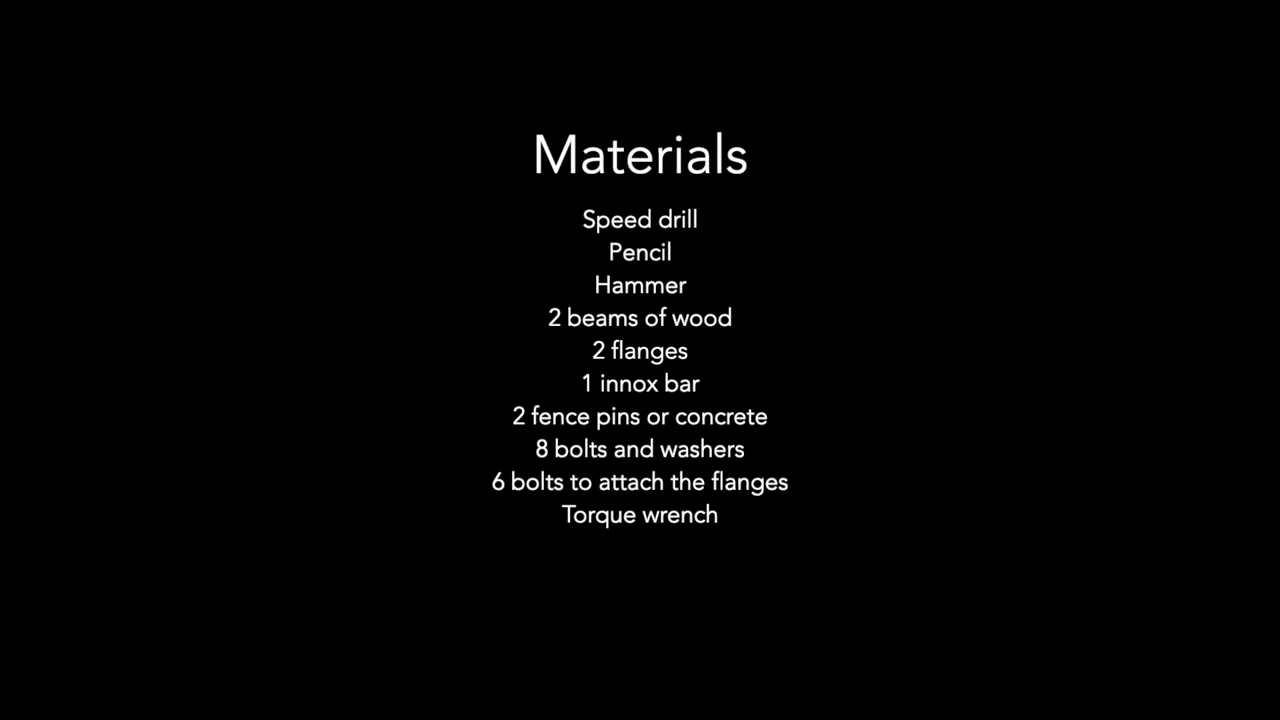 Materials
Speed drill
Pencil
Hammer
2 beams of wood
2 flanges
1 innox bar
2 fence pins or concrete
8 bolts and washers
6 bolts to attach the flanges
Torque wrench